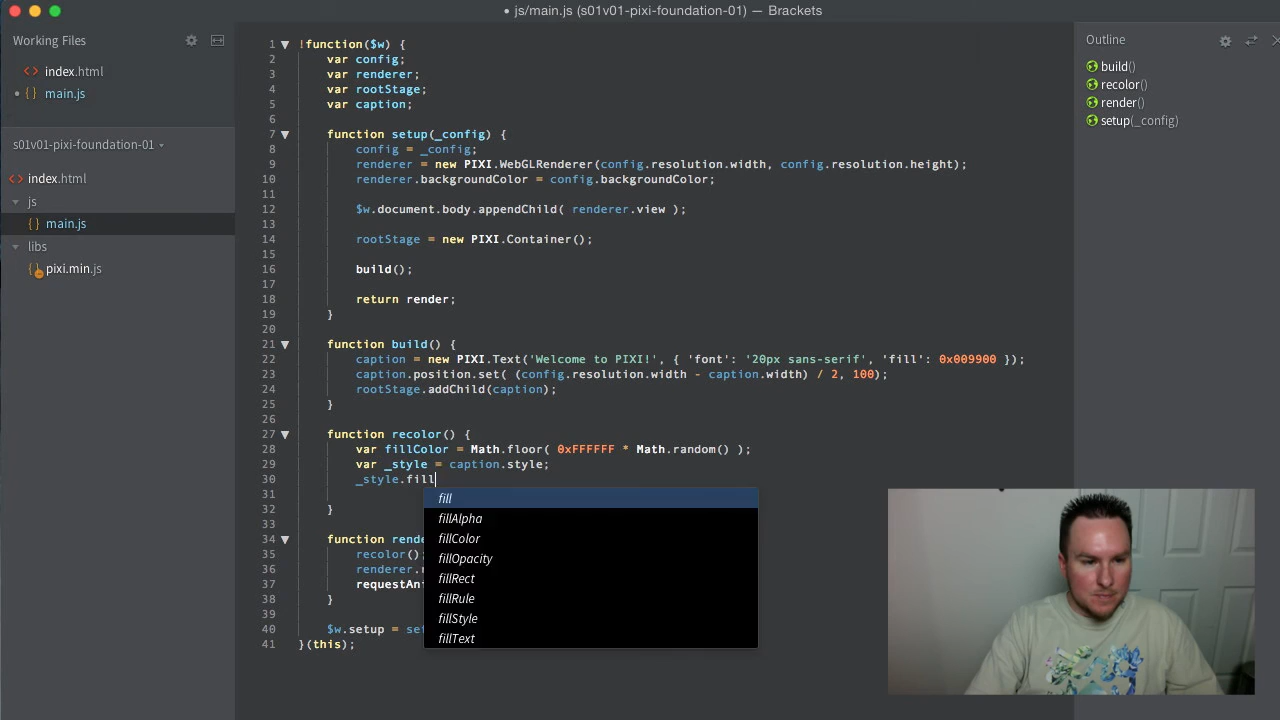 • js/main.js (s01v01-pixi-foundation-01) — Brackets
Working Files
<> index.html
• {} main.js
s01v01-pixi-foundation-01
<> index.html
js
{} main.js
libs
{} pixi.min.js
1 !function($w) {
2 var config;
3 var renderer;
4 var rootStage;
5 var caption;
6
7 function setup(_config) {
8 config = _config;
9 renderer = new PIXI.WebGLRenderer(config.resolution.width, config.resolution.height);
10 renderer.backgroundColor = config.backgroundColor;
11
12 $w.document.body.appendChild( renderer.view );
13
14 rootStage = new PIXI.Container();
15
16 build();
17
18 return render;
19 }
20
21 function build() {
22 caption = new PIXI.Text('Welcome to PIXI!', { 'font': '20px sans-serif', 'fill': 0x009900 });
23 caption.position.set( (config.resolution.width - caption.width) / 2, 100);
24 rootStage.addChild(caption);
25 }
26
27 function recolor() {
28 var fillColor = Math.floor( 0xFFFFFF * Math.random() );
29 var _style = caption.style;
30 _style.fill
31
32 }
33
34 function rende
35 recolor();
36 renderer.
37 requestAni
38 }
39
40 $w.setup = se
41 }(this);
fill
fillAlpha
fillColor
fillOpacity
fillRect
fillRule
fillStyle
fillText
Outline
build()
recolor()
render()
setup(_config)